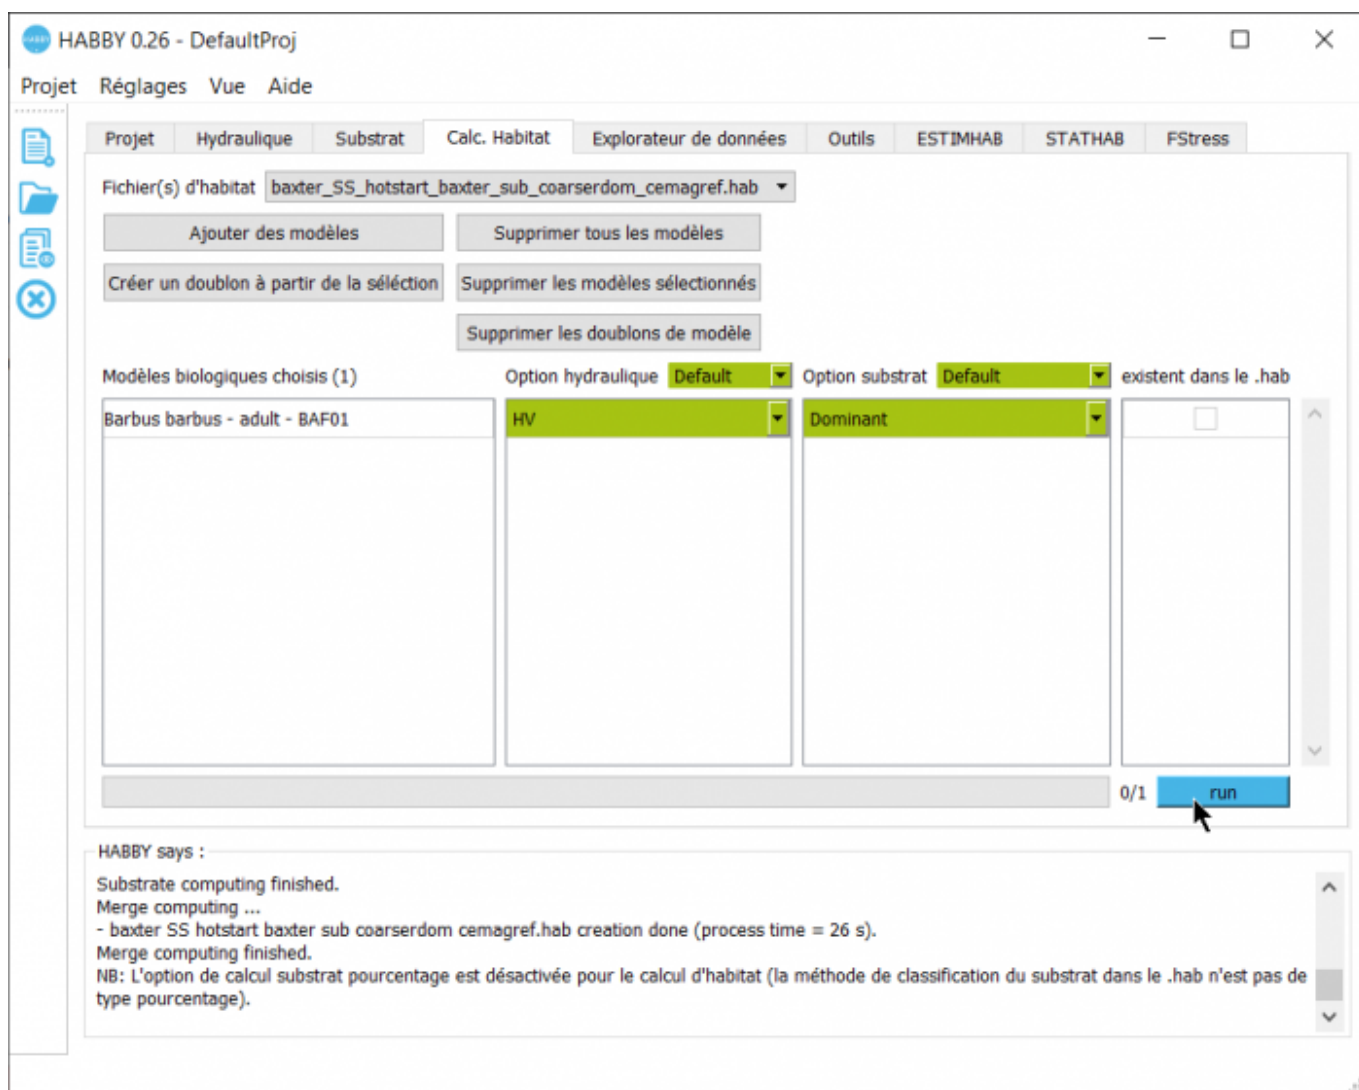 HABBY 0.26 - DefaultProj
Projet Réglages Vue Aide
Projet Hydraulique Substrat Calc. Habitat Explorateur de données Outils ESTIMHAB STATHAB FStress
Fichier(s) d'habitat baxter_SS_hotstart_baxter_sub_coarserdom_cemagref.hab
Ajouter des modèles Supprimer tous les modèles
Créer un doublon à partir de la séléction Supprimer les modèles sélectionnés
Supprimer les doublons de modèle
Modèles biologiques choisis (1) Option hydraulique Default Option substrat Default existent dans le .hab
Barbus barbus - adult - BAF01 HV Dominant
0/1 run
HABBY says :
Substrate computing finished.
Merge computing ...
- baxter SS hotstart baxter sub coarserdom cemagref.hab creation done (process time = 26 s).
Merge computing finished.
NB: L'option de calcul substrat pourcentage est désactivée pour le calcul d'habitat (la méthode de classification du substrat dans le .hab n'est pas de
type pourcentage).